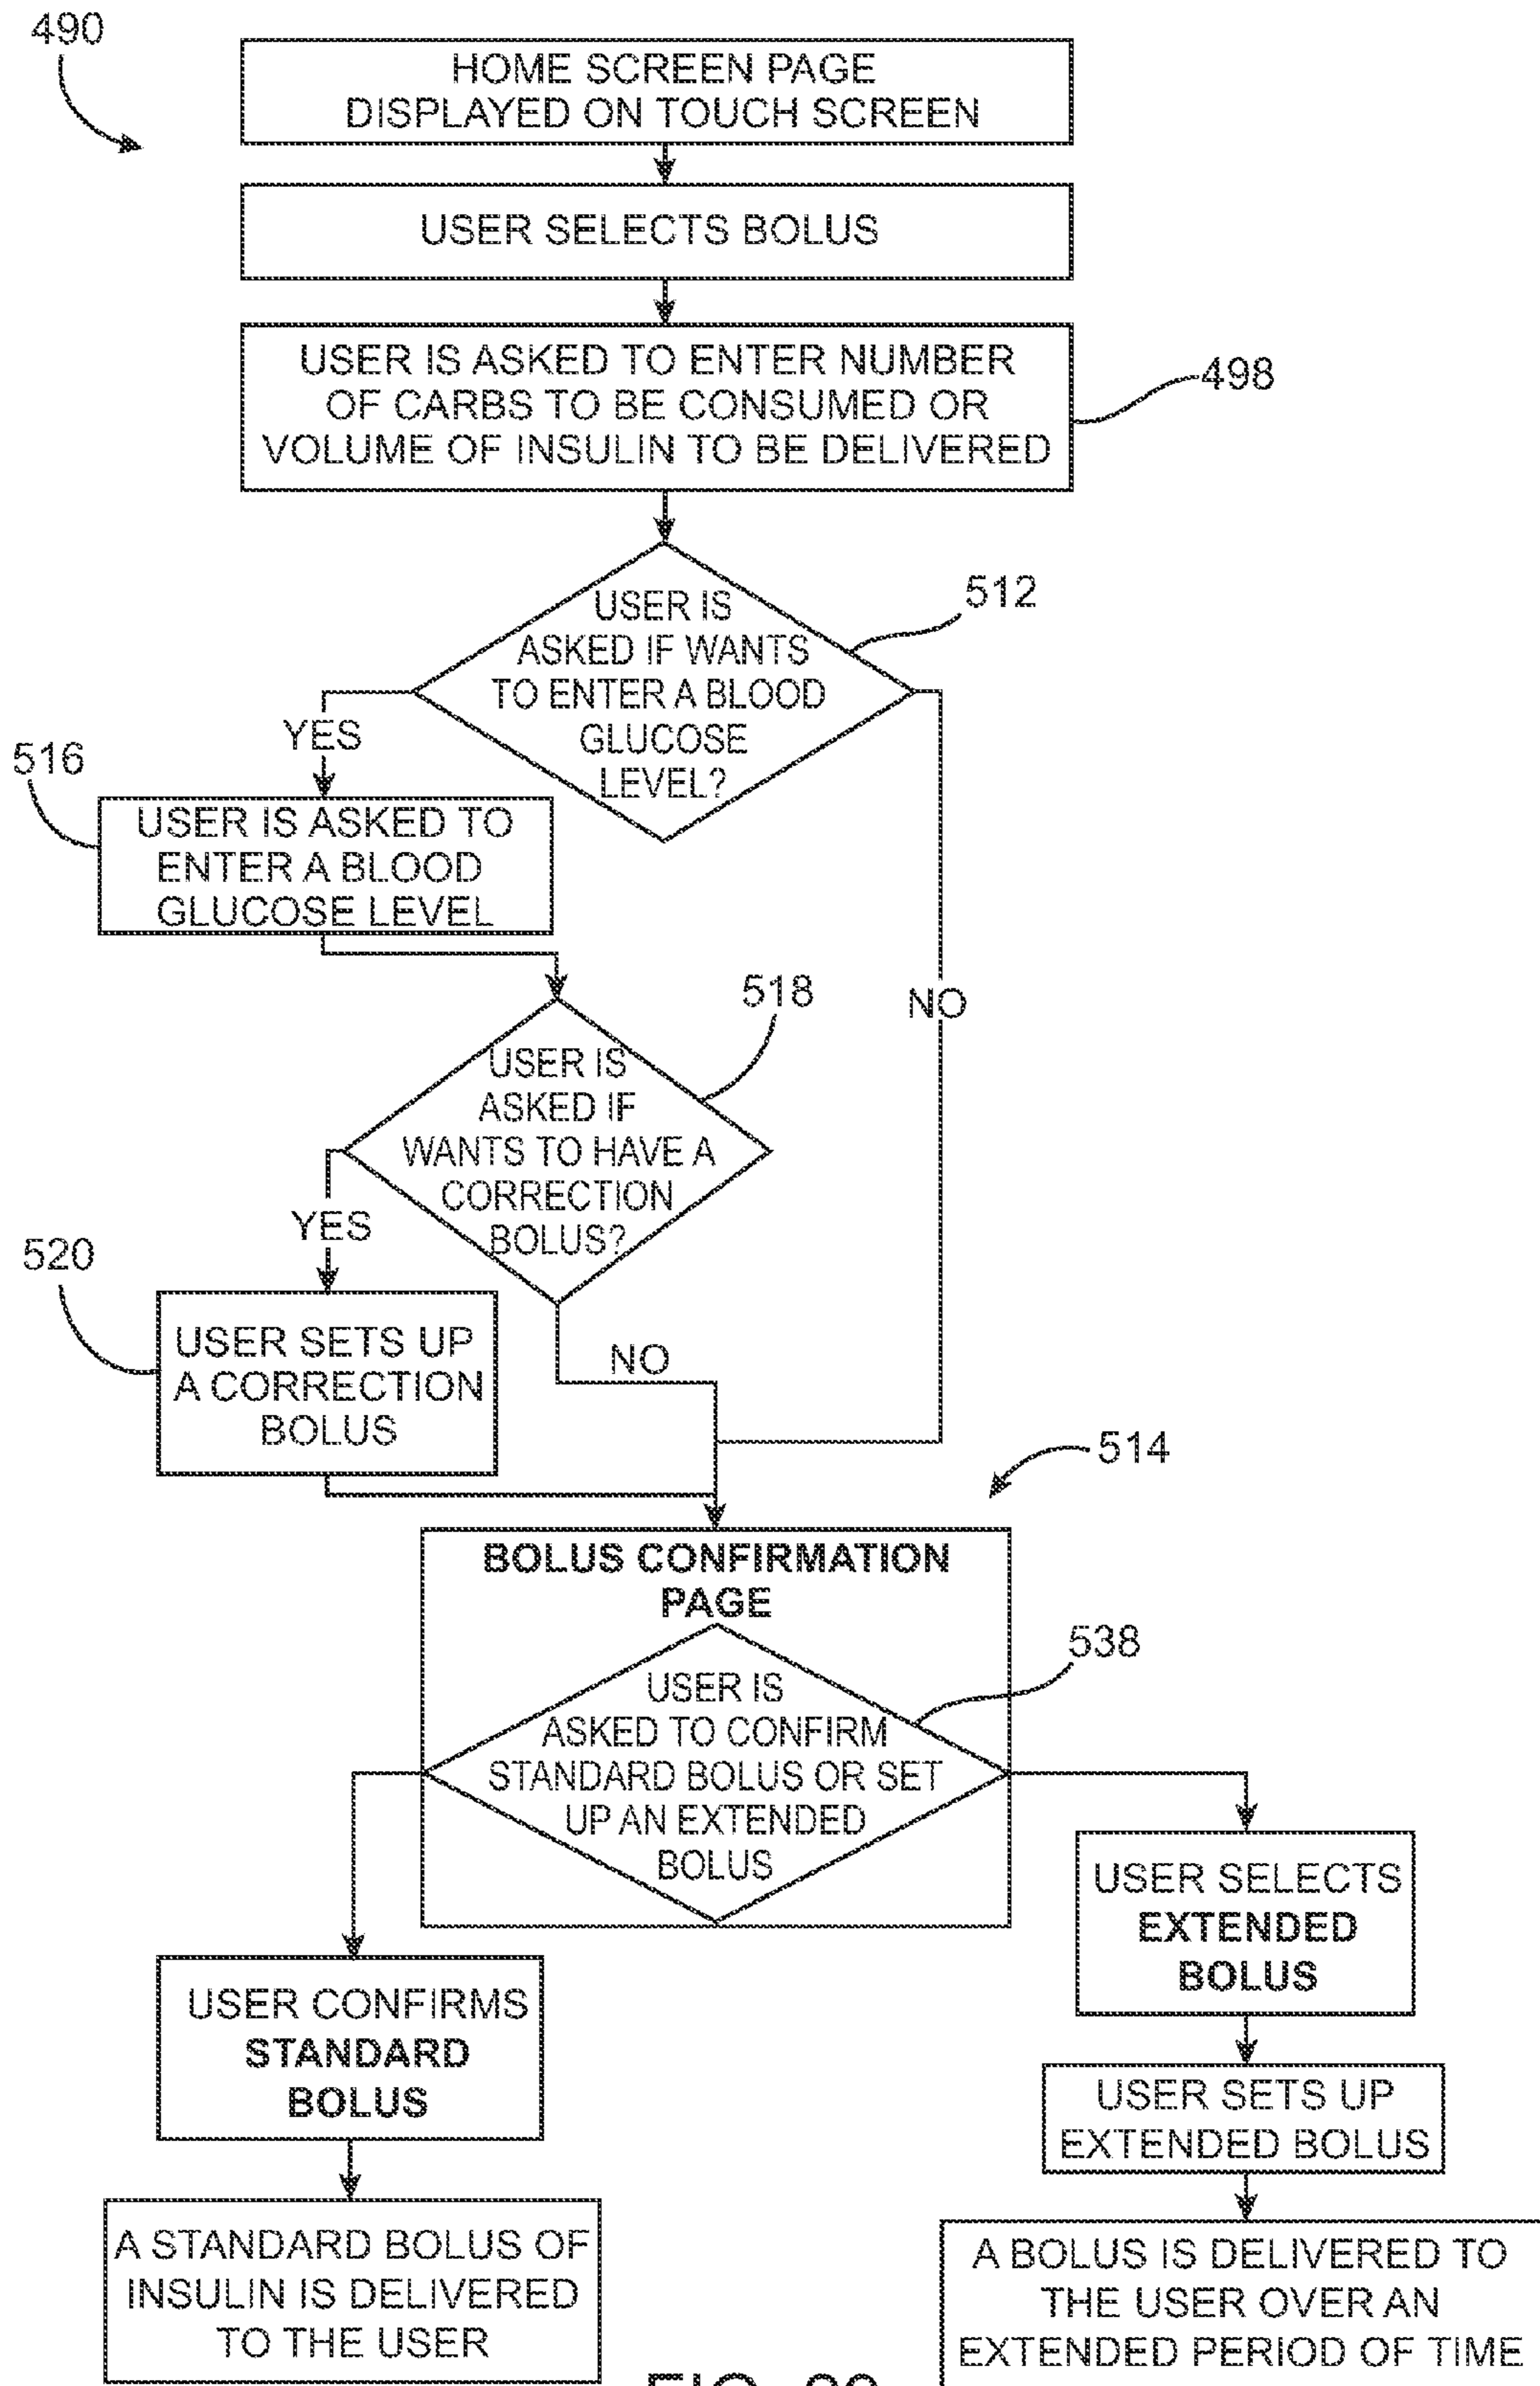 490
HOME SCREEN PAGE
DISPLAYED ON TOUCH SCREEN
USER SELECTS BOLUS
USER IS ASKED TO ENTER NUMBER
OF CARBS TO BE CONSUMED OR
VOLUME OF INSULIN TO BE DELIVERED
498
USER IS
ASKED IF WANTS
TO ENTER A BLOOD
GLUCOSE
LEVEL?
512
YES
NO
516
USER IS ASKED TO
ENTER A BLOOD
GLUCOSE LEVEL
518
USER IS
ASKED IF
WANTS TO HAVE A
CORRECTION
BOLUS?
YES
NO
520
USER SETS UP
A CORRECTION
BOLUS
514
BOLUS CONFIRMATION
PAGE
538
USER IS
ASKED TO CONFIRM
STANDARD BOLUS OR SET
UP AN EXTENDED
BOLUS
USER CONFIRMS
STANDARD
BOLUS
A STANDARD BOLUS OF
INSULIN IS DELIVERED
TO THE USER
USER SELECTS
EXTENDED
BOLUS
USER SETS UP
EXTENDED BOLUS
A BOLUS IS DELIVERED TO
THE USER OVER AN
EXTENDED PERIOD OF TIME
FIG.